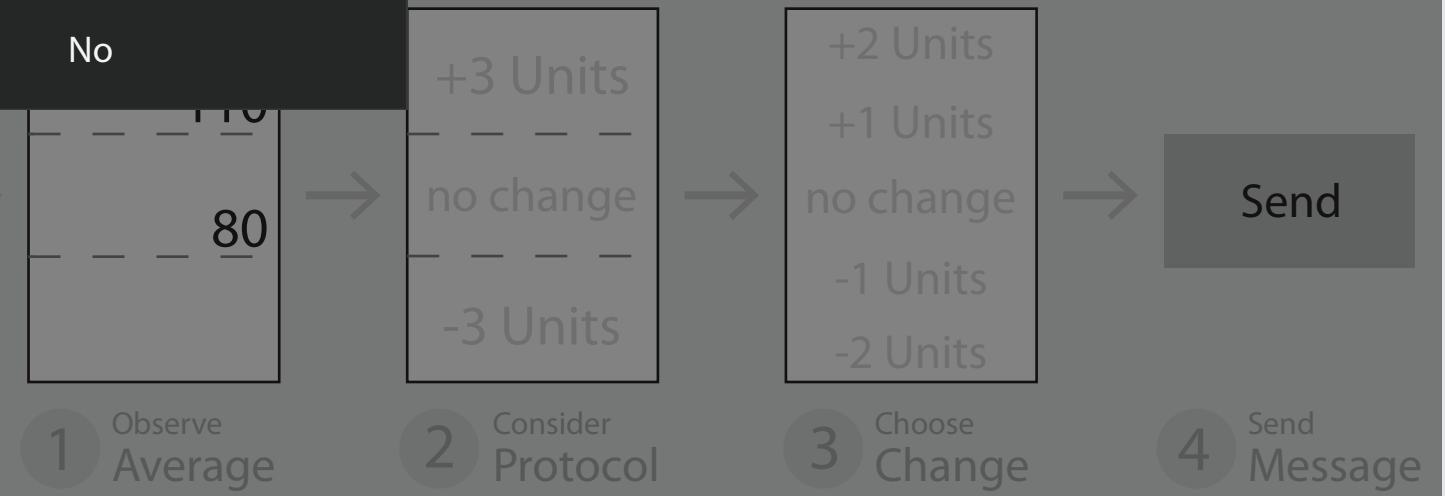 No
80
+3 Units
no change
-3 Units
+2 Units
+1 Units
no change
-1 Units
-2 Units
Send
1 Observe
Average
2 Consider
Protocol
3 Choose
Change
4 Send
Message